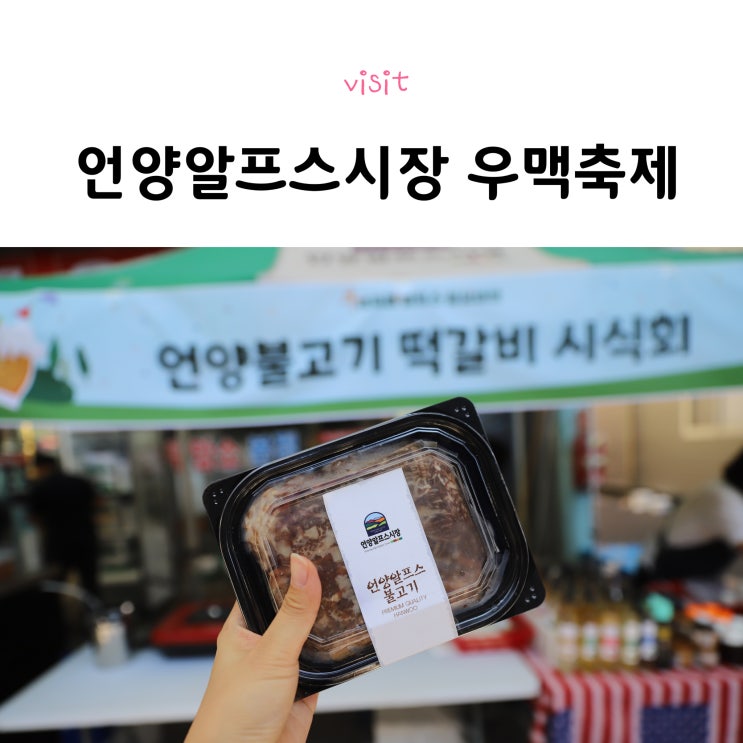 visit
언양알프스시장 우맥축제
언양불고기 떡갈비 시식회
언양알프스시장
언양알프스
불고기
PREMIUM QUALITY
HANWOO